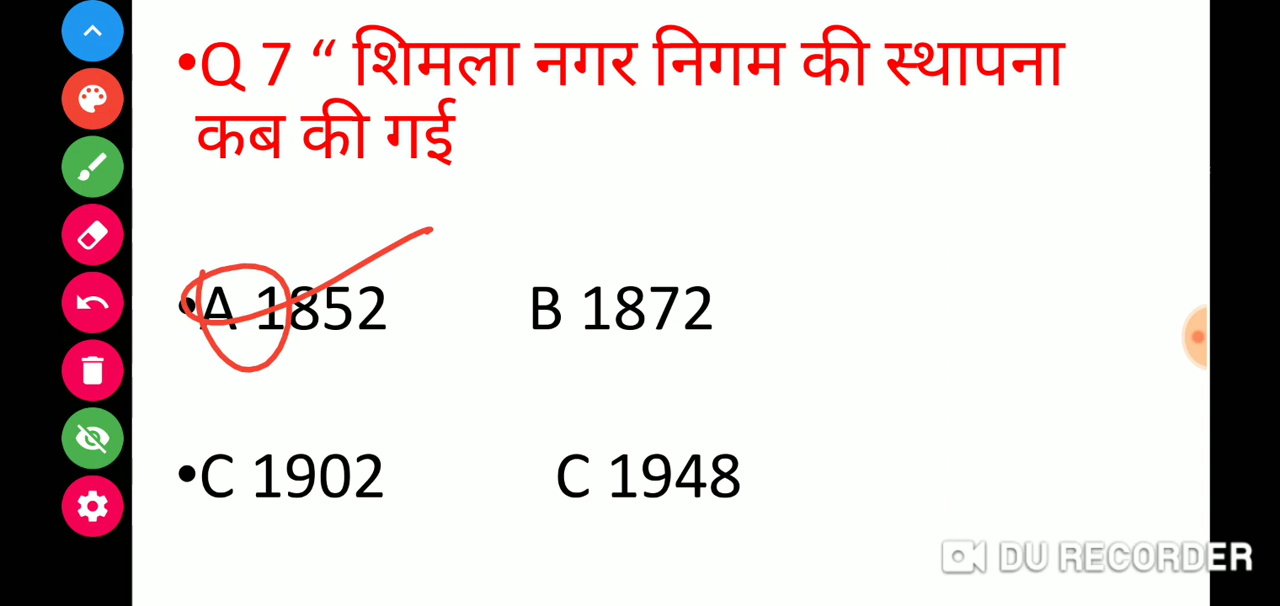 •Q 7 “ शिमला नगर निगम की स्थापना
कब की गई
•A 1852 B 1872
•C 1902 C 1948
DU RECORDER